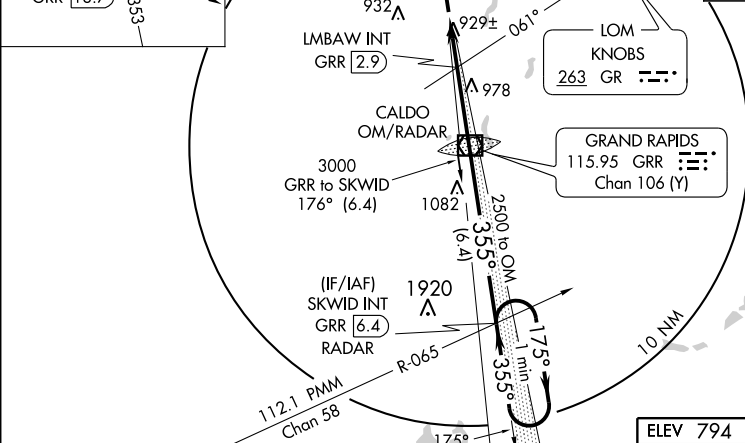 GRR
353
932
929±
061°
LMBAW INT
GRR 2.9
LOM
KNOBS
263 GR
978
CALDO
OM/RADAR
GRAND RAPIDS
115.95 GRR
Chan 106 (Y)
3000
GRR to SKWID
176° (6.4)
1082
2500 to OM
355°
(6.4)
(IF/IAF)
SKWID INT
GRR 6.4
RADAR
1920
R-065
112.1 PMM
Chan 58
175°
1 min
355°
10 NM
175°
ELEV 794